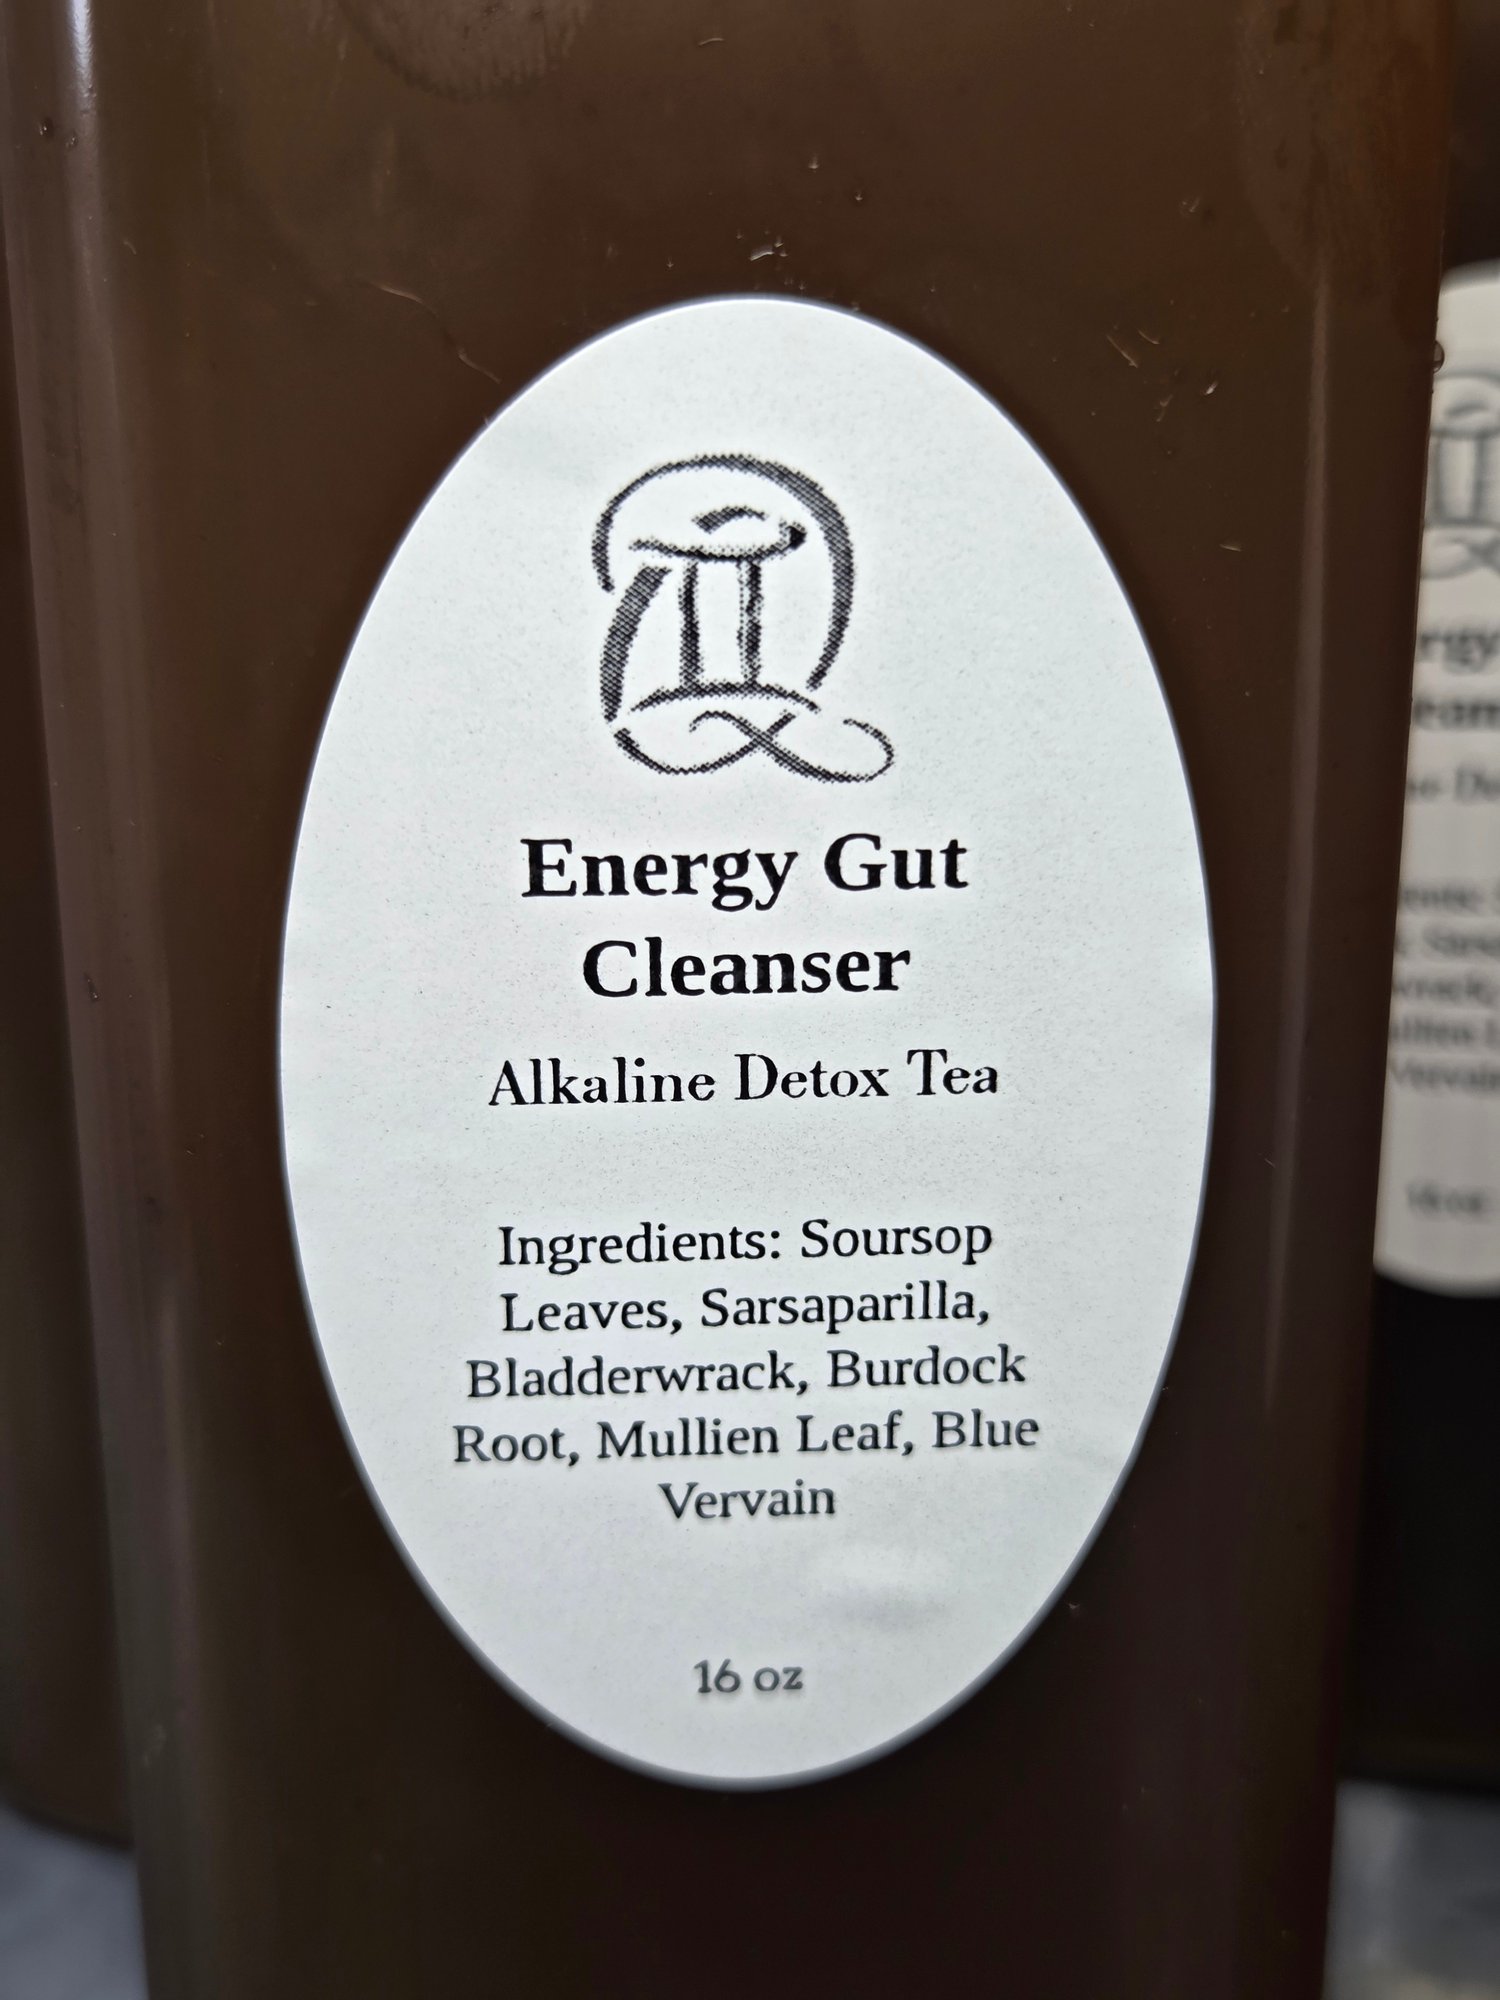 Energy Gut
Cleanser
Alkaline Detox Tea
Ingredients: Soursop
Leaves, Sarsaparilla,
Bladderwrack, Burdock
Root, Mullien Leaf, Blue
Vervain
16 oz